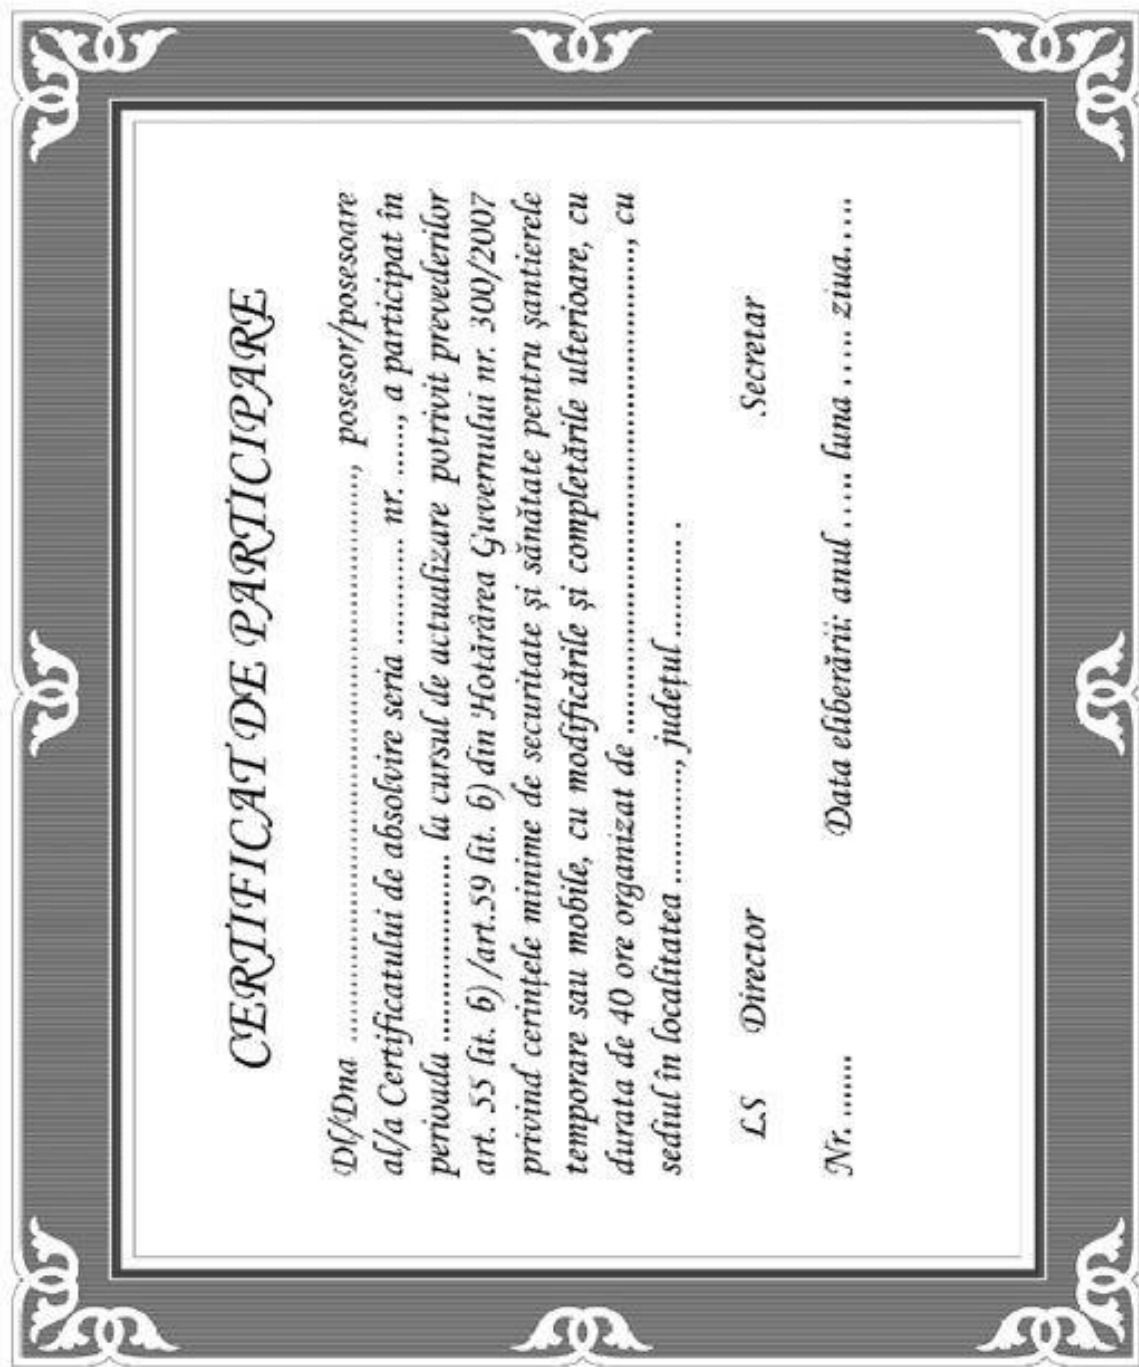 CERTIFICAT DE PARTICIPARE
Dl/Dna ............................................................, posesor/posesoare
al/a Certificatului de absolvire seria ............ nr. ......, a participat în
perioada ........................ la cursul de actualizare potrivit prevederilor
art. 55 lit. b) /art.59 lit. b) din Hotărârea Guvernului nr. 300/2007
privind cerințele minime de securitate și sănătate pentru șantierele
temporare sau mobile, cu modificările și completările ulterioare, cu
durata de 40 ore organizat de ............................................................, cu
sediul în localitatea ............, județul ........... .
LS Director Secretar
Nr. ....... Data eliberării: anul ..... luna ..... ziua.....